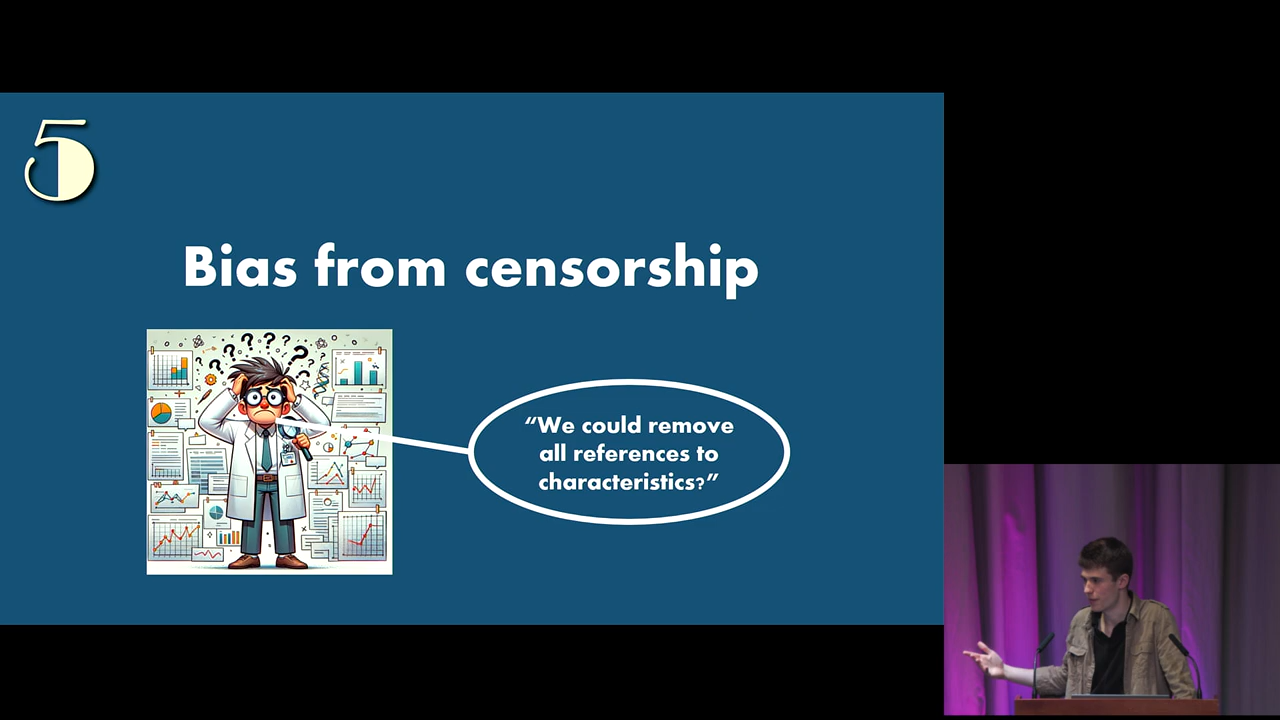 5
Bias from censorship
“We could remove
all references to
characteristics?”